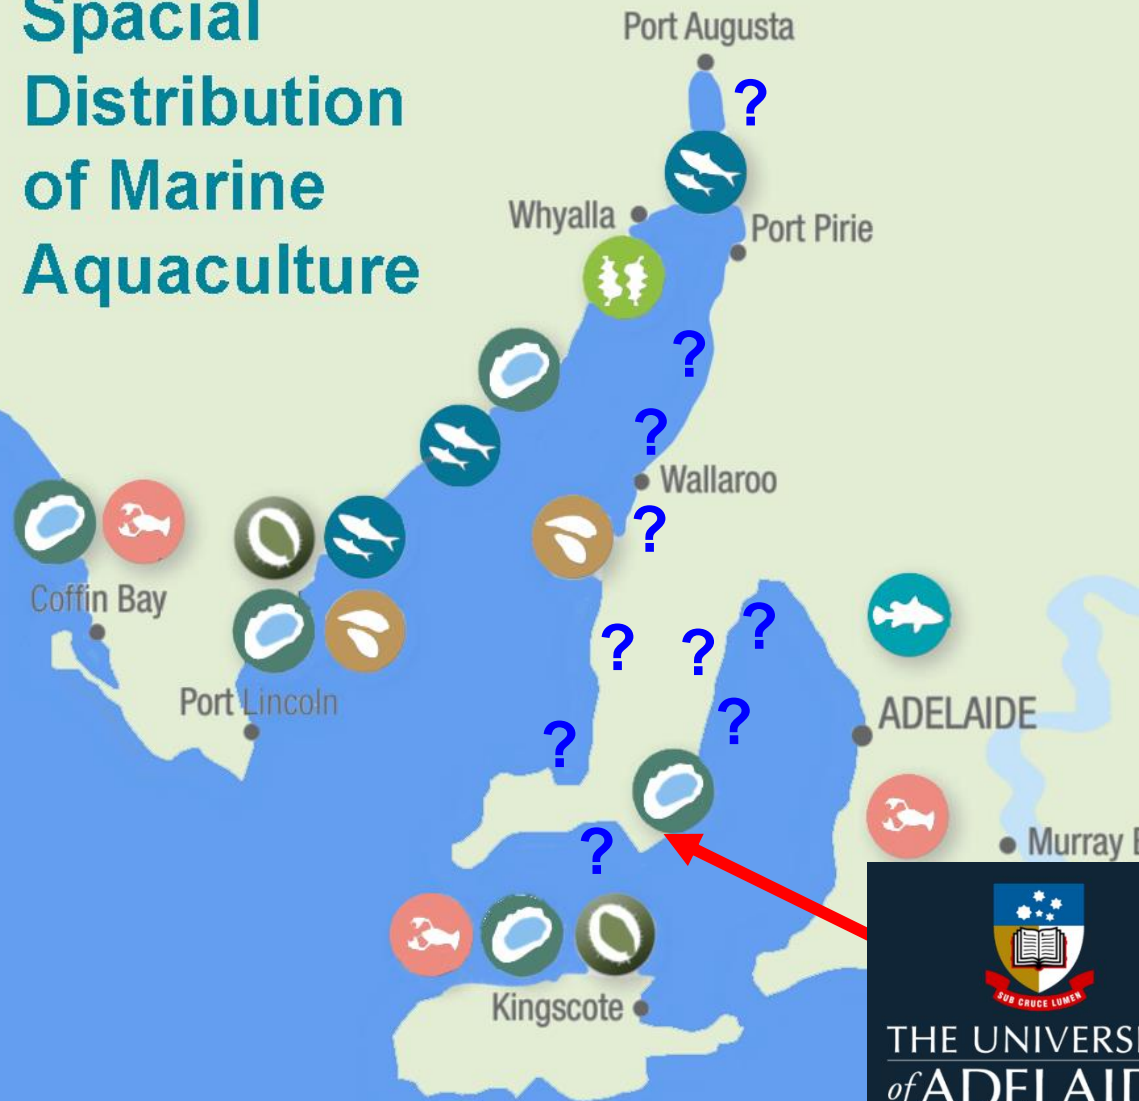 Spacial
Distribution
of Marine
Aquaculture
Port Augusta
?
Whyalla
Port Pirie
?
?
Wallaroo
?
Coffin Bay
?
?
?
Port Lincoln
?
?
ADELAIDE
?
Murray
Kingscote
SUB CRUCE LUMEN
THE UNIVERSI
of ADELAID